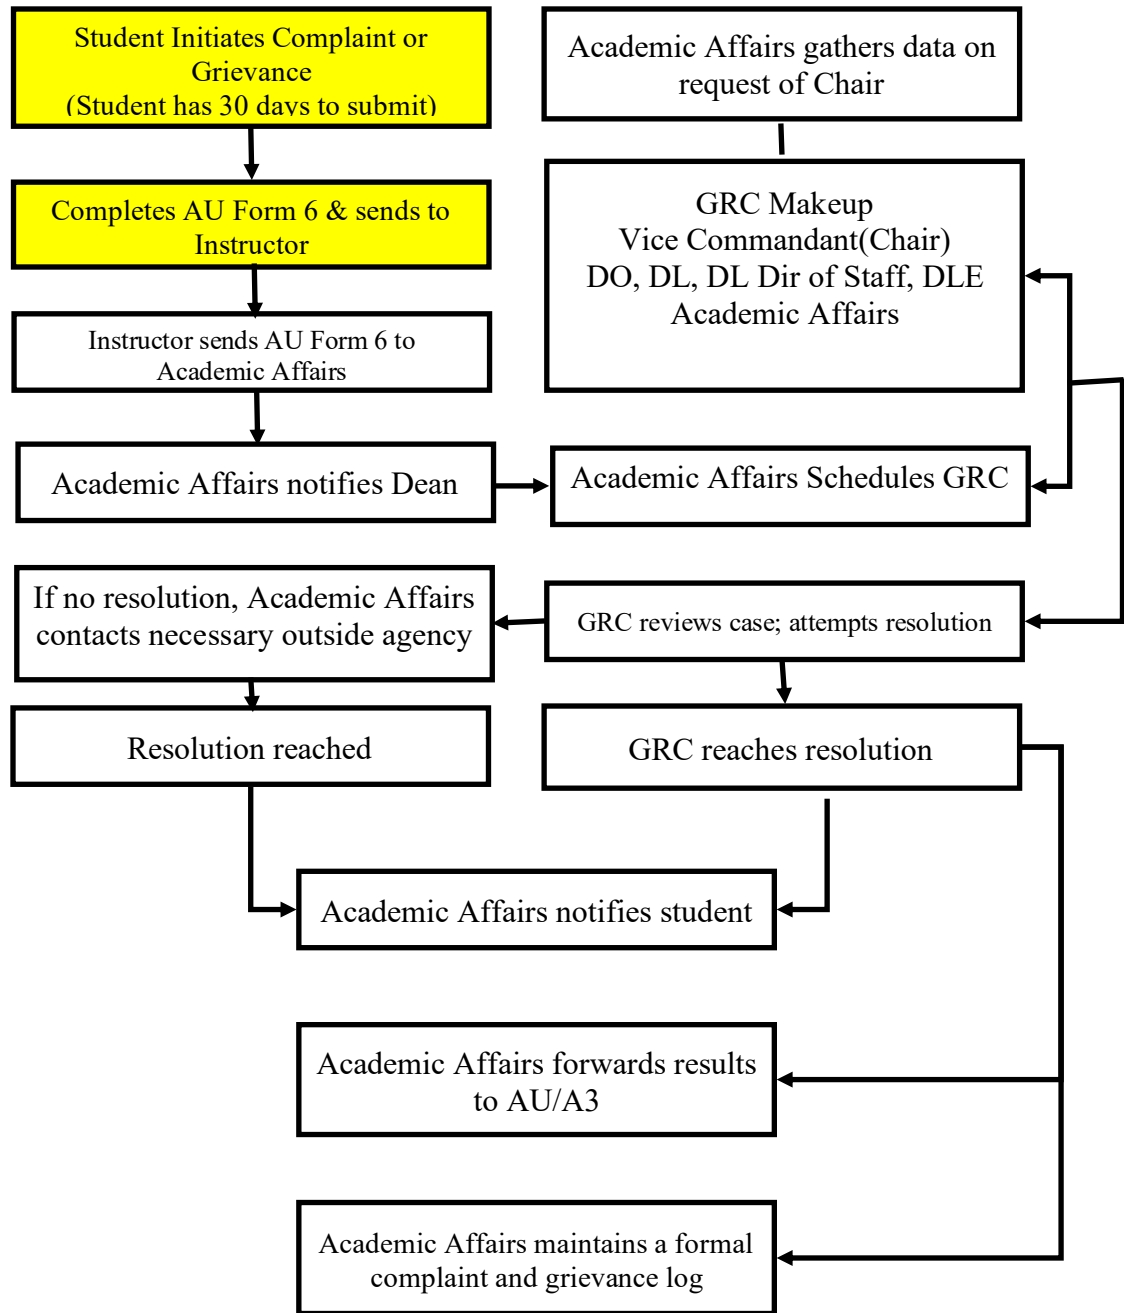 Student Initiates Complaint or
Grievance
(Student has 30 days to submit)
Academic Affairs gathers data on
request of Chair
Completes AU Form 6 & sends to
Instructor
GRC Makeup
Vice Commandant(Chair)
DO, DL, DL Dir of Staff, DLE
Academic Affairs
Instructor sends AU Form 6 to
Academic Affairs
Academic Affairs notifies Dean
Academic Affairs Schedules GRC
If no resolution, Academic Affairs
contacts necessary outside agency
GRC reviews case; attempts resolution
Resolution reached
GRC reaches resolution
Academic Affairs notifies student
Academic Affairs forwards results
to AU/A3
Academic Affairs maintains a formal
complaint and grievance log